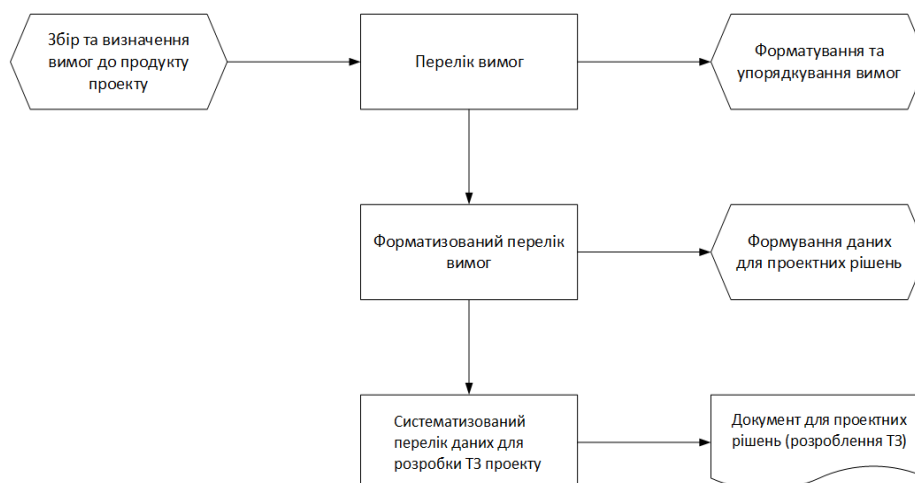 Збір та визначення
вимог до продукту
проекту
Перелік вимог
Форматування та
упорядкування вимог
Форматизований перелік
вимог
Формування даних
для проектних рішень
Систематизований
перелік даних для
розробки ТЗ проекту
Документ для проектних
рішень (розроблення ТЗ)